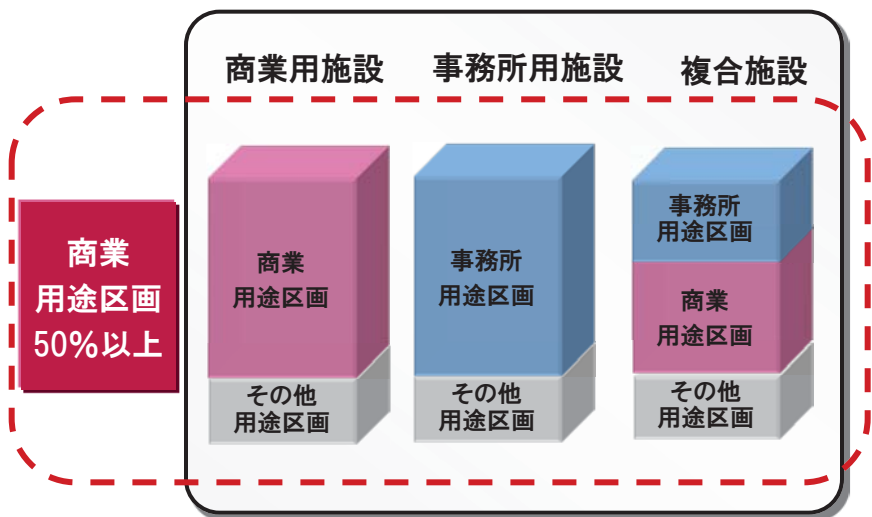 商業用施設
事務所用施設
複合施設
商業
用途区画
50%以上
商業
用途区画
その他
用途区画
事務所
用途区画
その他
用途区画
事務所
用途区画
商業
用途区画
その他
用途区画